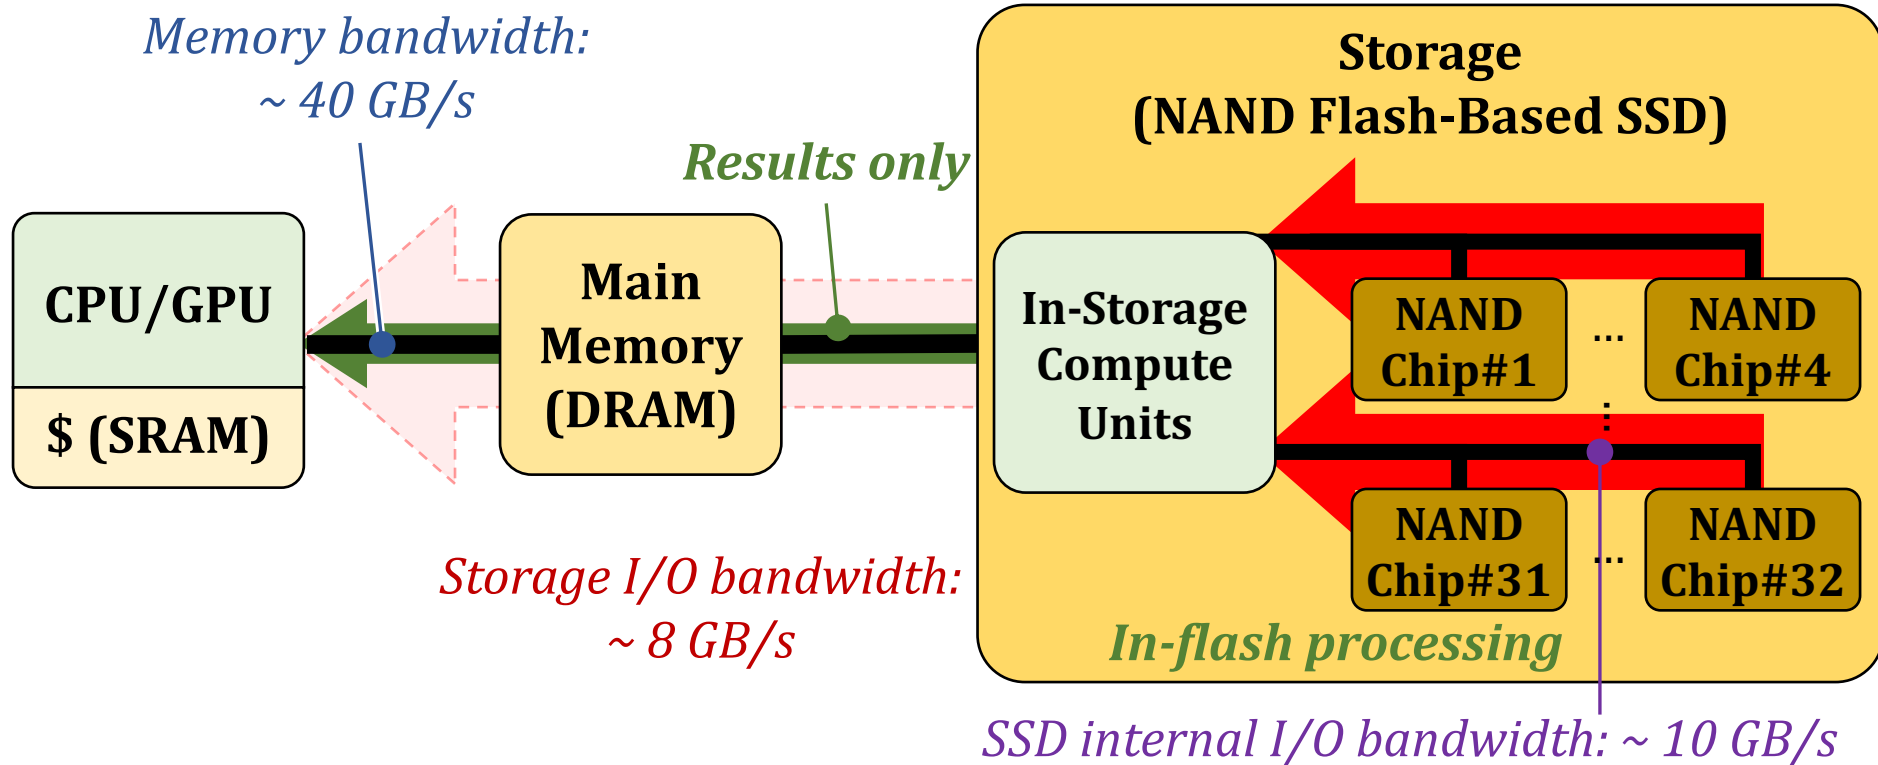 Memory bandwidth:
~ 40 GB/s
Results only
Storage
(NAND Flash-Based SSD)
CPU/GPU
$ (SRAM)
Main
Memory
(DRAM)
In-Storage
Compute
Units
NAND
Chip#1
...
NAND
Chip#4
...
NAND
Chip#31
...
NAND
Chip#32
Storage I/O bandwidth:
~ 8 GB/s
In-flash processing
SSD internal I/O bandwidth: ~ 10 GB/s